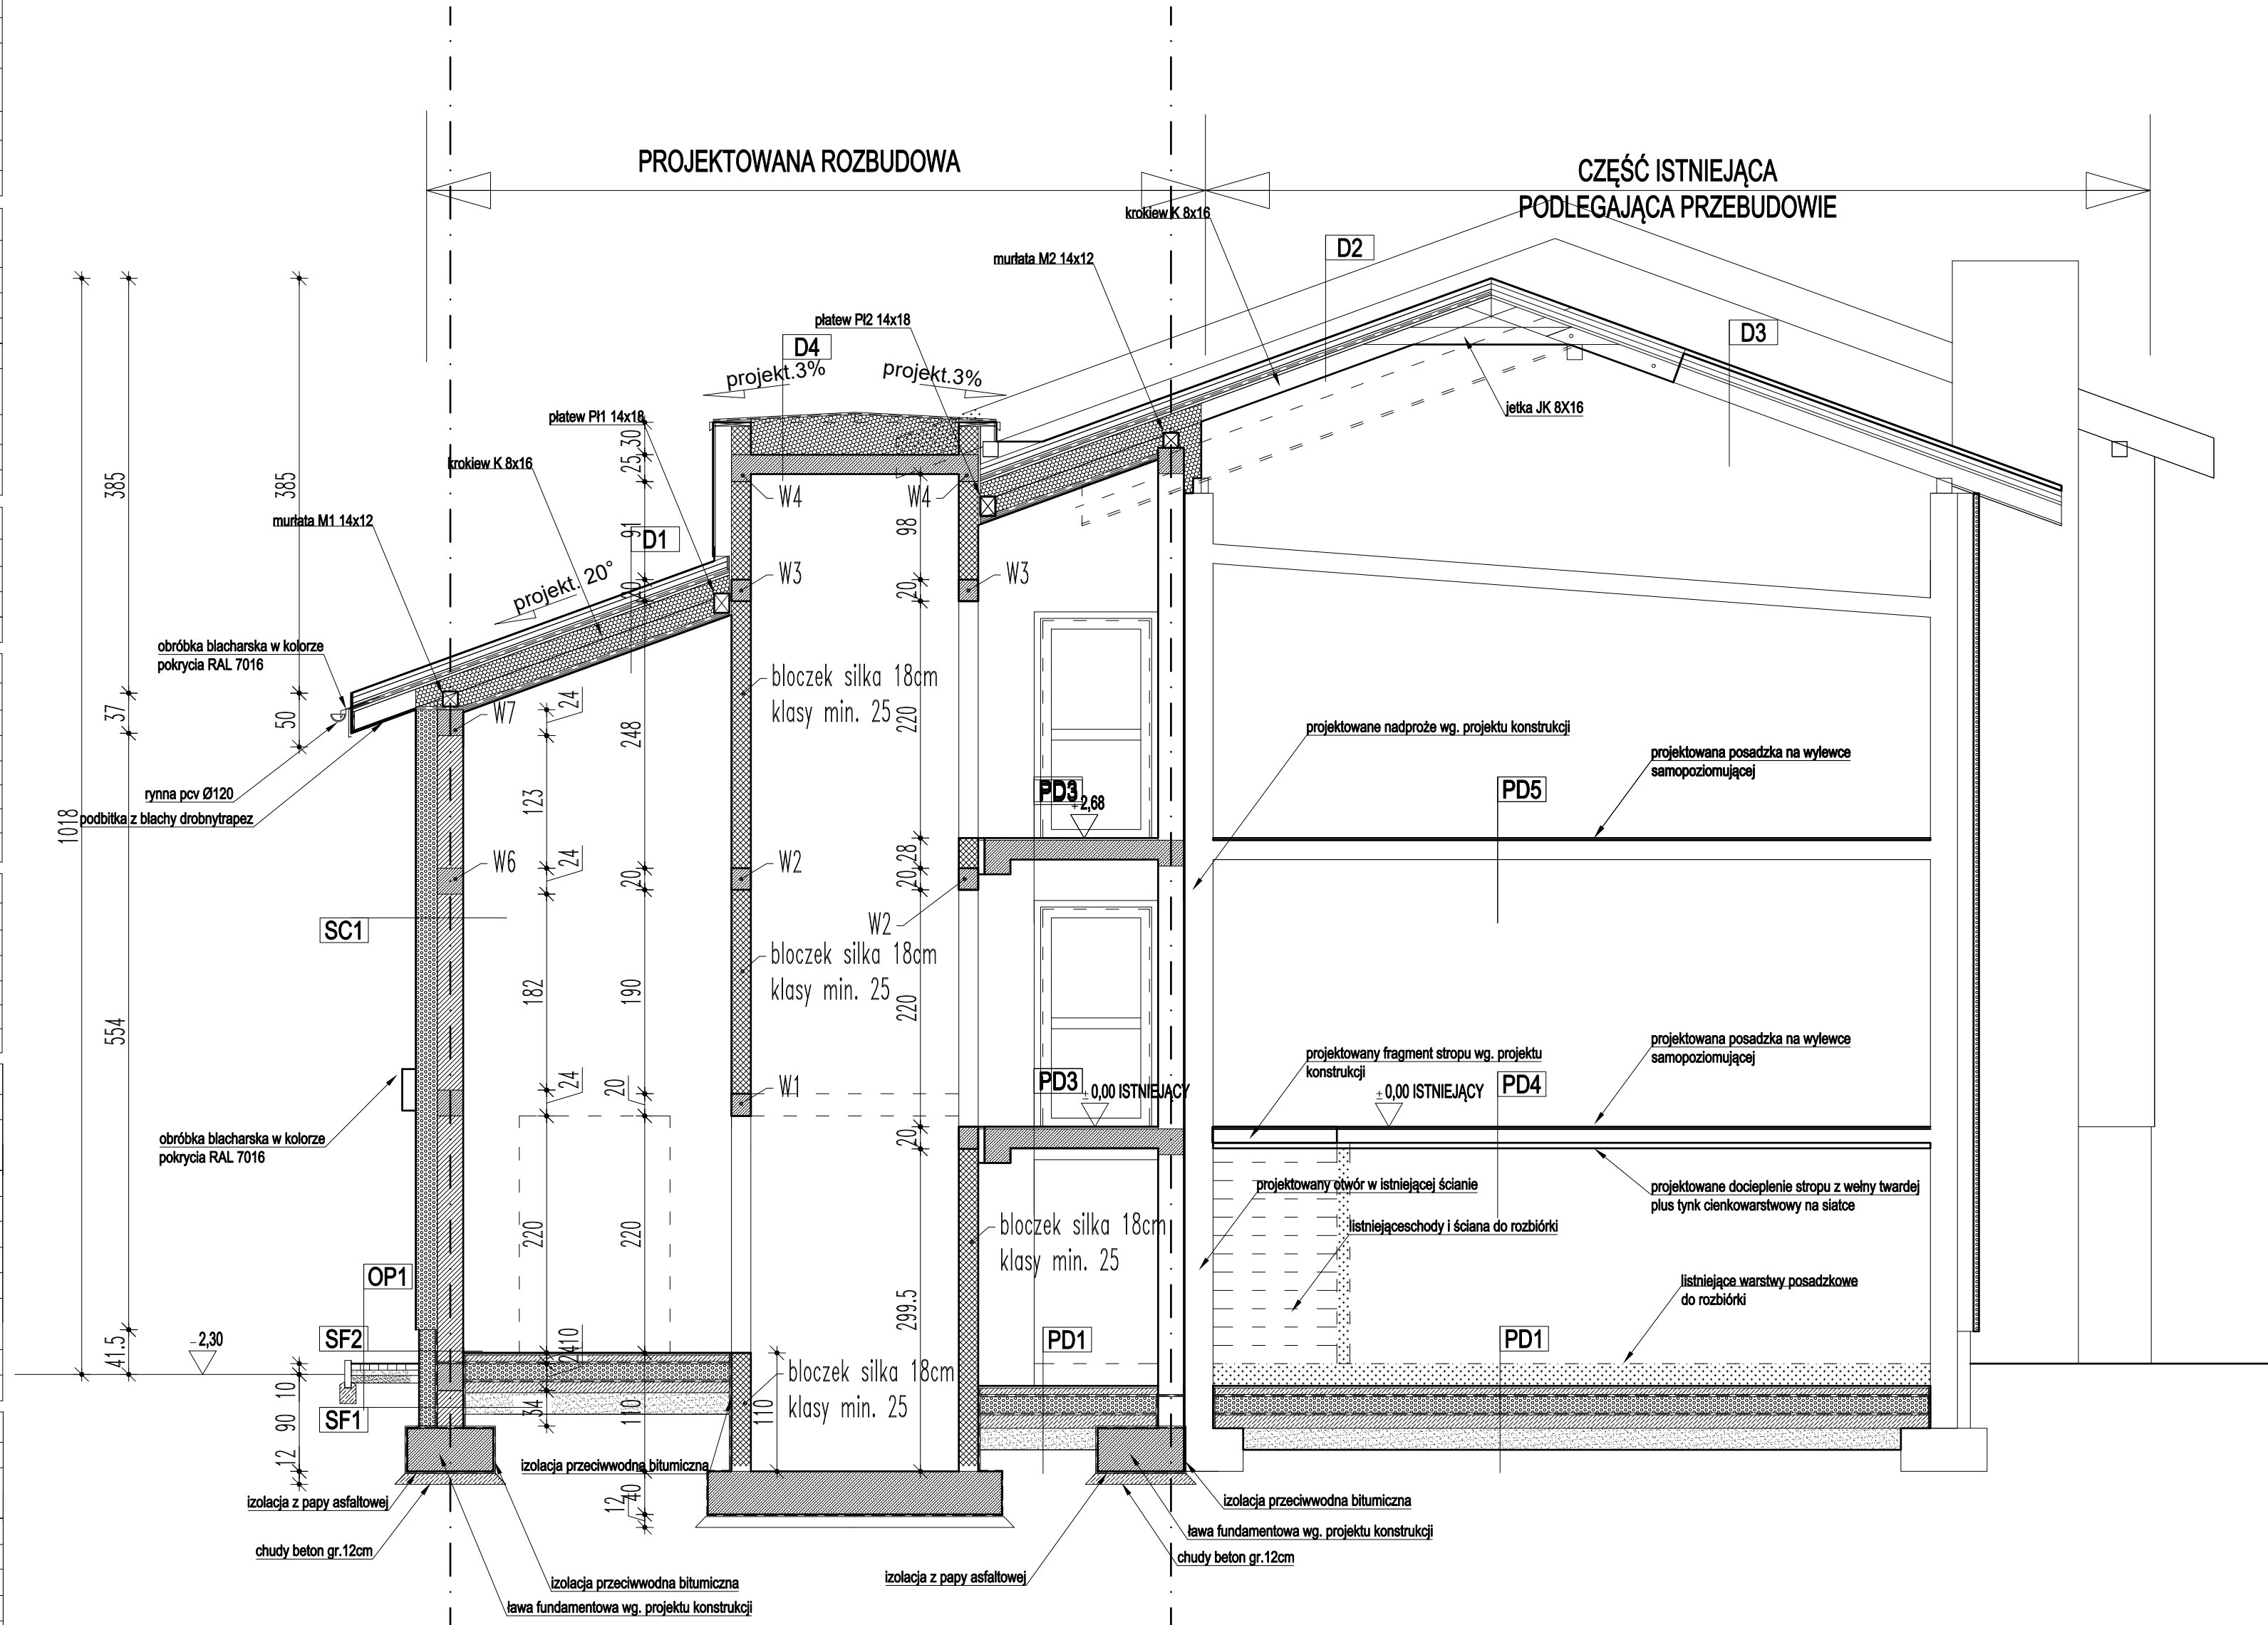 PROJEKTOWANA ROZBUDOWA
CZĘŚĆ ISTNIEJĄCA
PODLEGAJĄCA PRZEBUDOWIE
krokiew K 8x16
D2
murłata M2 14x12
płatew Pł2 14x18
D4
D3
projekt.3%
projekt.3%
jetka JK 8X16
płatew Pł1 14x18
krokiew K 8x16
murłata M1 14x12
D1
projekt. 20°
385
385
30
25
91
20
W4
W4
98
W3
20
W3
obróbka blacharska w kolorze
pokrycia RAL 7016
bloczek silka 18cm
klasy min. 25
220
W7
24
248
37
50
projektowane nadproże wg. projektu konstrukcji
projektowana posadzka na wylewce
samopoziomującej
rynna pcv Ø120
podbitka z blachy drobnytrapez
1018
123
PD3
+2,68
PD5
W6
24
20
W2
28
20
W2
SC1
bloczek silka 18cm
klasy min. 25
182
190
220
554
projektowany fragment stropu wg. projektu
konstrukcji
projektowana posadzka na wylewce
samopoziomującej
PD3
± 0,00 ISTNIEJĄCY
± 0,00 ISTNIEJĄCY
PD4
24
20
W1
20
obróbka blacharska w kolorze
pokrycia RAL 7016
projektowany otwór w istniejącej ścianie
projektowane docieplenie stropu z wełny twardej
plus tynk cienkowarstwowy na siatce
bloczek silka 18cm
klasy min. 25
listniejąceschody i ściana do rozbiórki
220
220
OP1
listniejące warstwy posadzkowe
do rozbiórki
299.5
41.5
-2,30
SF2
2410
PD1
PD1
bloczek silka 18cm
klasy min. 25
10
90
12
SF1
34
110
110
izolacja przeciwwodna bitumiczna
40
12
izolacja z papy asfaltowej
izolacja przeciwwodna bitumiczna
ława fundamentowa wg. projektu konstrukcji
chudy beton gr.12cm
chudy beton gr.12cm
izolacja z papy asfaltowej
izolacja przeciwwodna bitumiczna
ława fundamentowa wg. projektu konstrukcji